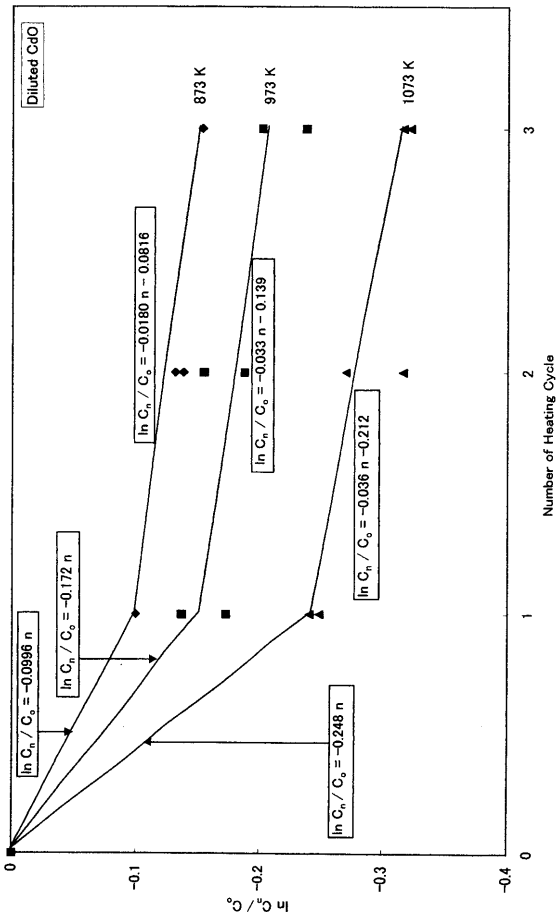 Diluted CdO
ln Cₙ / Cₒ = -0.0996 n
ln Cₙ / Cₒ = -0.172 n
ln Cₙ / Cₒ = -0.0180 n - 0.0816
ln Cₙ / Cₒ = -0.033 n - 0.139
ln Cₙ / Cₒ = -0.036 n -0.212
ln Cₙ / Cₒ = -0.248 n
873 K
973 K
1073 K
0
-0.1
-0.2
-0.3
-0.4
ln Cₙ / Cₒ
0
1
2
3
Number of Heating Cycle